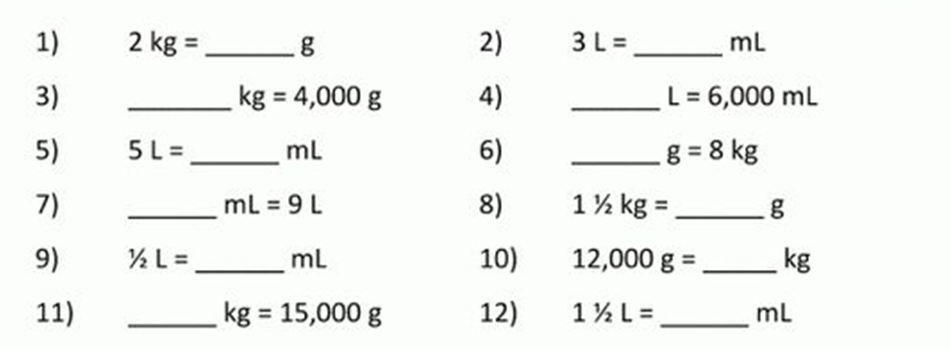 1) 2 kg = ______ g 2) 3 L = ______ mL
3) _______ kg = 4,000 g 4) ______ L = 6,000 mL
5) 5 L = ______ mL 6) ______ g = 8 kg
7) ______ mL = 9 L 8) 1 ½ kg = ______ g
9) ½ L = ______ mL 10) 12,000 g = _____ kg
11) ______ kg = 15,000 g 12) 1 ½ L = ______ mL